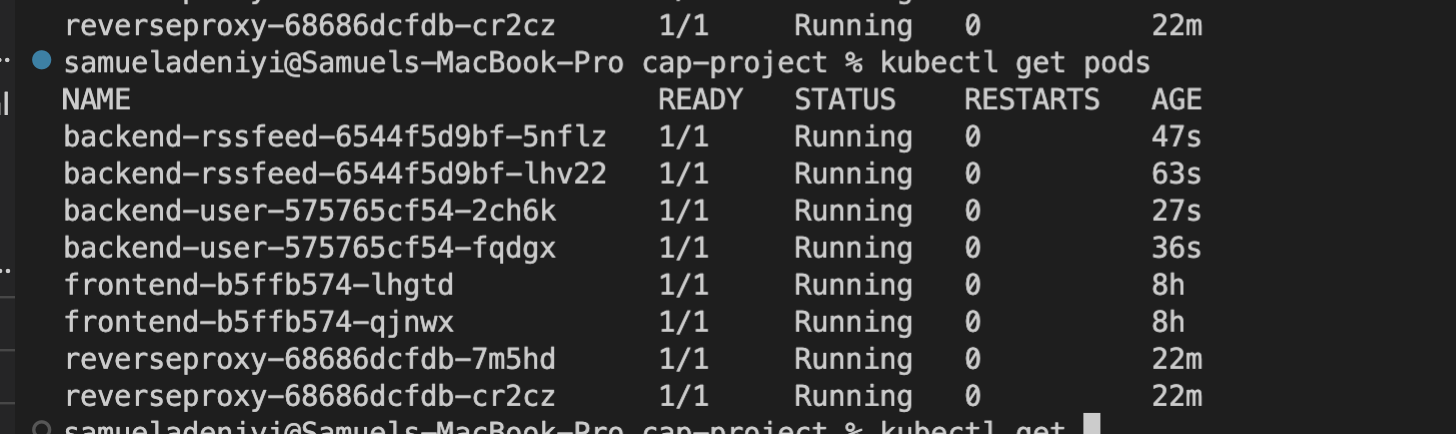 reverseproxy-68686dcfdb-cr2cz 1/1 Running 0 22m
samueladeniyi@Samuels-MacBook-Pro cap-project % kubectl get pods
NAME READY STATUS RESTARTS AGE
backend-rssfeed-6544f5d9bf-5nflz 1/1 Running 0 47s
backend-rssfeed-6544f5d9bf-lhv22 1/1 Running 0 63s
backend-user-575765cf54-2ch6k 1/1 Running 0 27s
backend-user-575765cf54-fqdgx 1/1 Running 0 36s
frontend-b5ffb574-lhgtd 1/1 Running 0 8h
frontend-b5ffb574-qjnwx 1/1 Running 0 8h
reverseproxy-68686dcfdb-7m5hd 1/1 Running 0 22m
reverseproxy-68686dcfdb-cr2cz 1/1 Running 0 22m
samueladeniyi@Samuels-MacBook-Pro cap-project % kubectl get